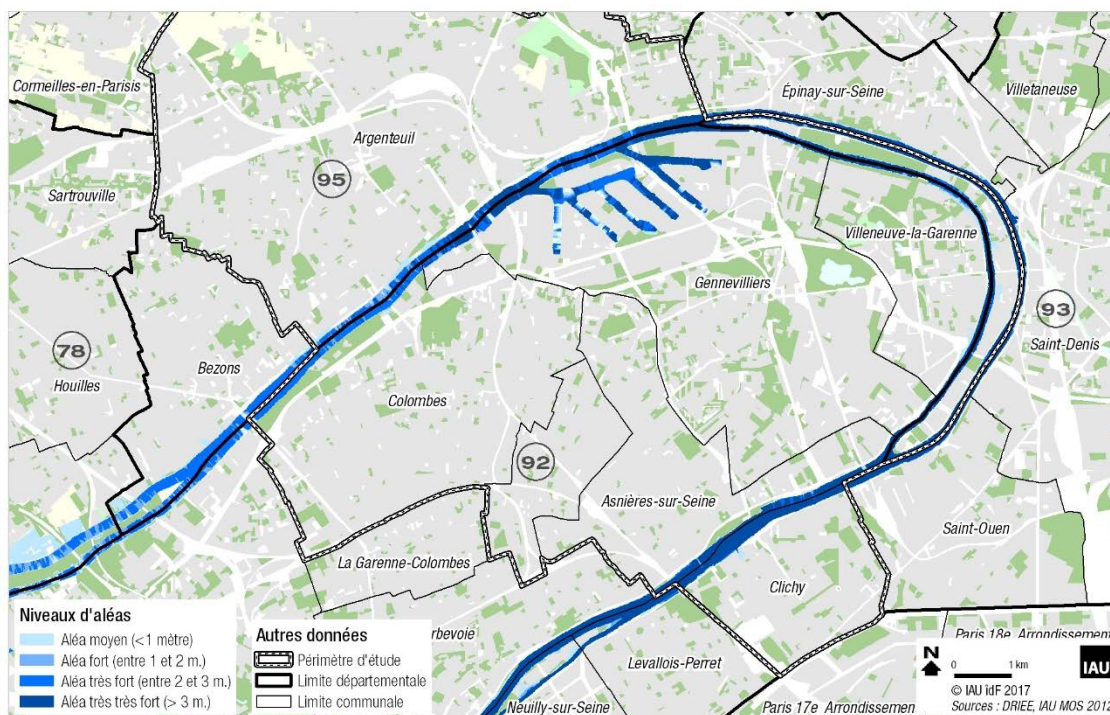 Cormeilles-en-Parisis
Argenteuil
Épinay-sur-Seine
Villetaneuse
95
Sartrouville
Villeneuve-la-Garenne
Gennevilliers
93
Saint-Denis
78
Houilles
Bezons
Colombes
92
Asnières-sur-Seine
Saint-Ouen
La Garenne-Colombes
Clichy
Levallois-Perret
Neuilly-sur-Seine
Paris 18e Arrondissement
Paris 17e Arrondissemen
Niveaux d'aléas
Aléa moyen (<1 mètre)
Aléa fort (entre 1 et 2 m.)
Aléa très fort (entre 2 et 3 m.)
Aléa très très fort (> 3 m.)
Autres données
Périmètre d'étude
Limite départementale
Limite communale
rbevoie
N
0 1 km
IAU
© IAU îdF 2017
Sources : DRIEE, IAU MOS 2012